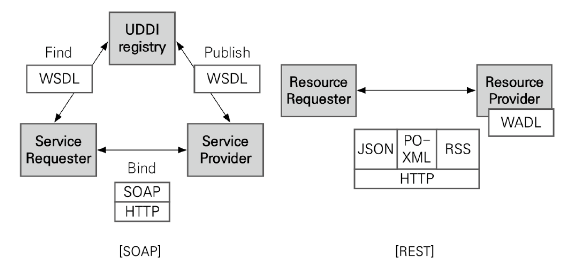 UDDI
registry
Find
Publish
WSDL
WSDL
Service
Requester
Service
Provider
Bind
SOAP
HTTP
[SOAP]
Resource
Requester
Resource
Provider
WADL
JSON
PO-
XML
RSS
HTTP
[REST]